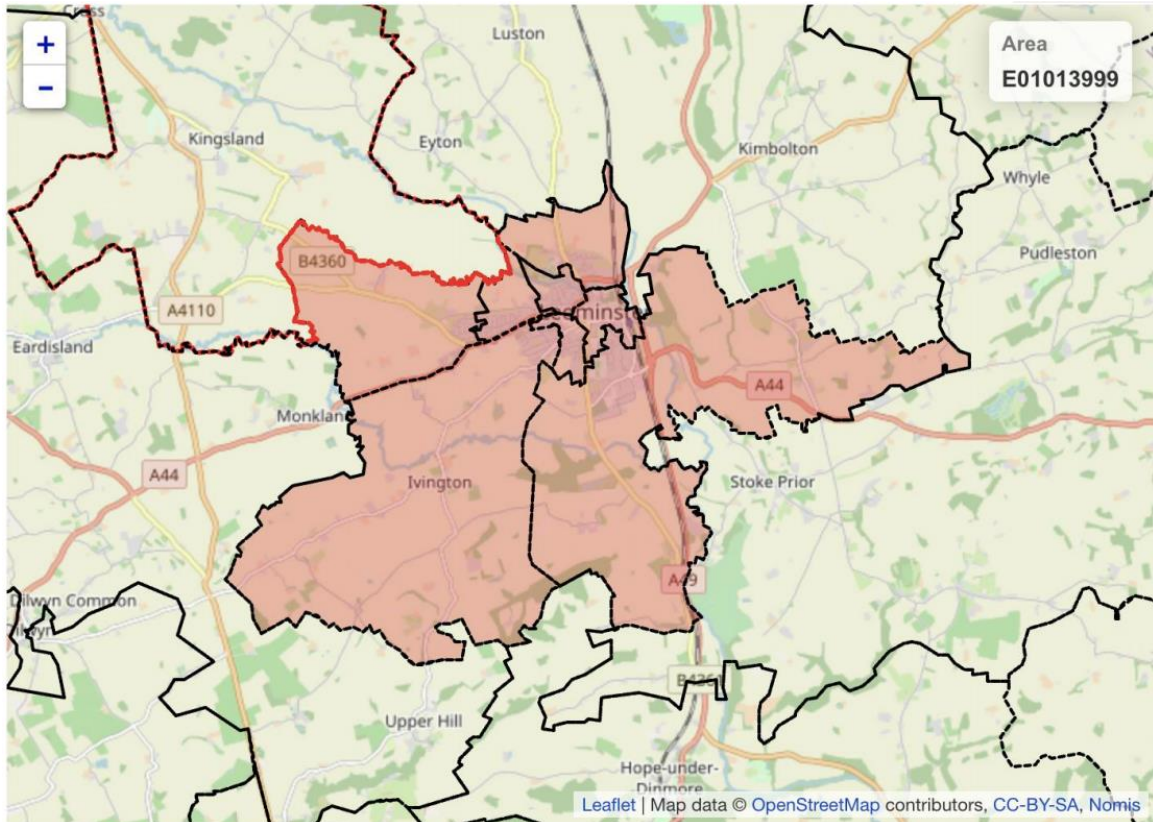 Cross
Luston
+
−
Area
E01013999
Kingsland
Eyton
Kimbolton
Whyle
Pudleston
B4360
A4110
Eardisland
A44
Monklan
A44
Ivington
Stoke Prior
A49
Dilwyn Common
B4361
Upper Hill
Hope-under-
Dinmore
Leaflet | Map data © OpenStreetMap contributors, CC-BY-SA, Nomis